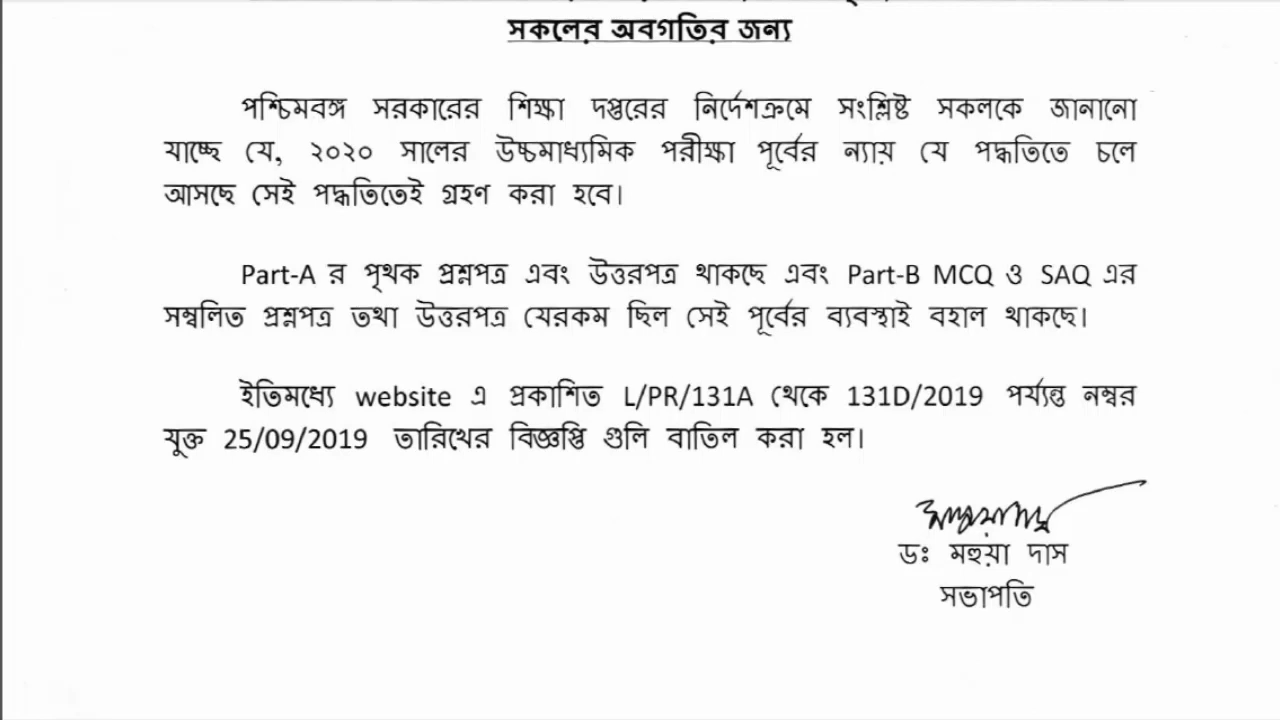 সকলের অবগতির জন্য
পশ্চিমবঙ্গ সরকারের শিক্ষা দপ্তরের নির্দেশক্রমে সংশ্লিষ্ট সকলকে জানানো
যাচ্ছে যে, ২০২০ সালের উচ্চমাধ্যমিক পরীক্ষা পূর্বের ন্যায় যে পদ্ধতিতে চলে
আসছে সেই পদ্ধতিতেই গ্রহণ করা হবে।
Part-A র পৃথক প্রশ্নপত্র এবং উত্তরপত্র থাকছে এবং Part-B MCQ ও SAQ এর
সম্বলিত প্রশ্নপত্র তথা উত্তরপত্র যেরকম ছিল সেই পূর্বের ব্যবস্থাই বহাল থাকছে।
ইতিমধ্যে website এ প্রকাশিত L/PR/131A থেকে 131D/2019 পর্য্যন্ত নম্বর
যুক্ত 25/09/2019 তারিখের বিজ্ঞপ্তি গুলি বাতিল করা হল।
ডঃ মহুয়া দাস
সভাপতি